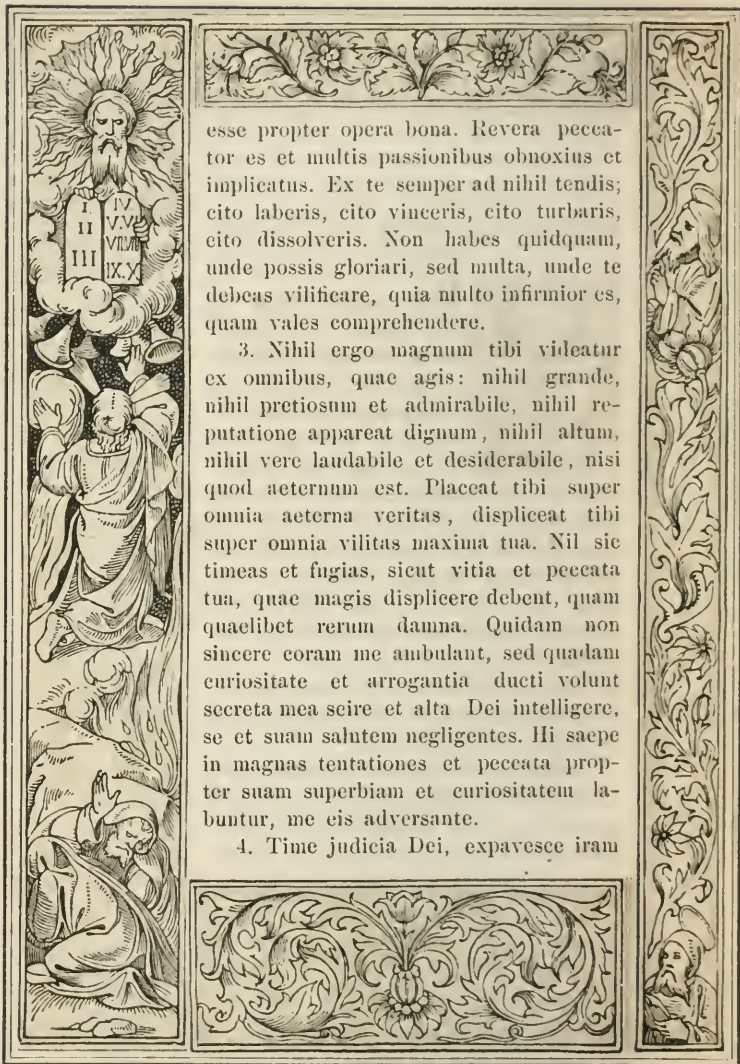 I.
II
III
IV
V.VI
VII.VIII
IX.X
esse propter opera bona. Revera pecca-
tor es et multis passionibus obnoxius et
implicatus. Ex te semper ad nihil tendis;
cito laberis, cito vinceris, cito turbaris,
cito dissolveris. Non habes quidquam,
unde possis gloriari, sed multa, unde te
debeas vilificare, quia multo infirmior es,
quam vales comprehendere.
3. Nihil ergo magnum tibi videatur
ex omnibus, quae agis: nihil grande,
nihil pretiosum et admirabile, nihil re-
putatione appareat dignum, nihil altum,
nihil vere laudabile et desiderabile, nisi
quod aeternum est. Placeat tibi super
omnia aeterna veritas, displiceat tibi
super omnia vilitas maxima tua. Nil sic
timeas et fugias, sicut vitia et peccata
tua, quae magis displicere debent, quam
quaelibet rerum damna. Quidam non
sincere coram me ambulant, sed quadam
curiositate et arrogantia ducti volunt
secreta mea scire et alta Dei intelligere,
se et suam salutem negligentes. Hi saepe
in magnas tentationes et peccata prop-
ter suam superbiam et curiositatem la-
buntur, me eis adversante.
4. Time judicia Dei, expavesce iram